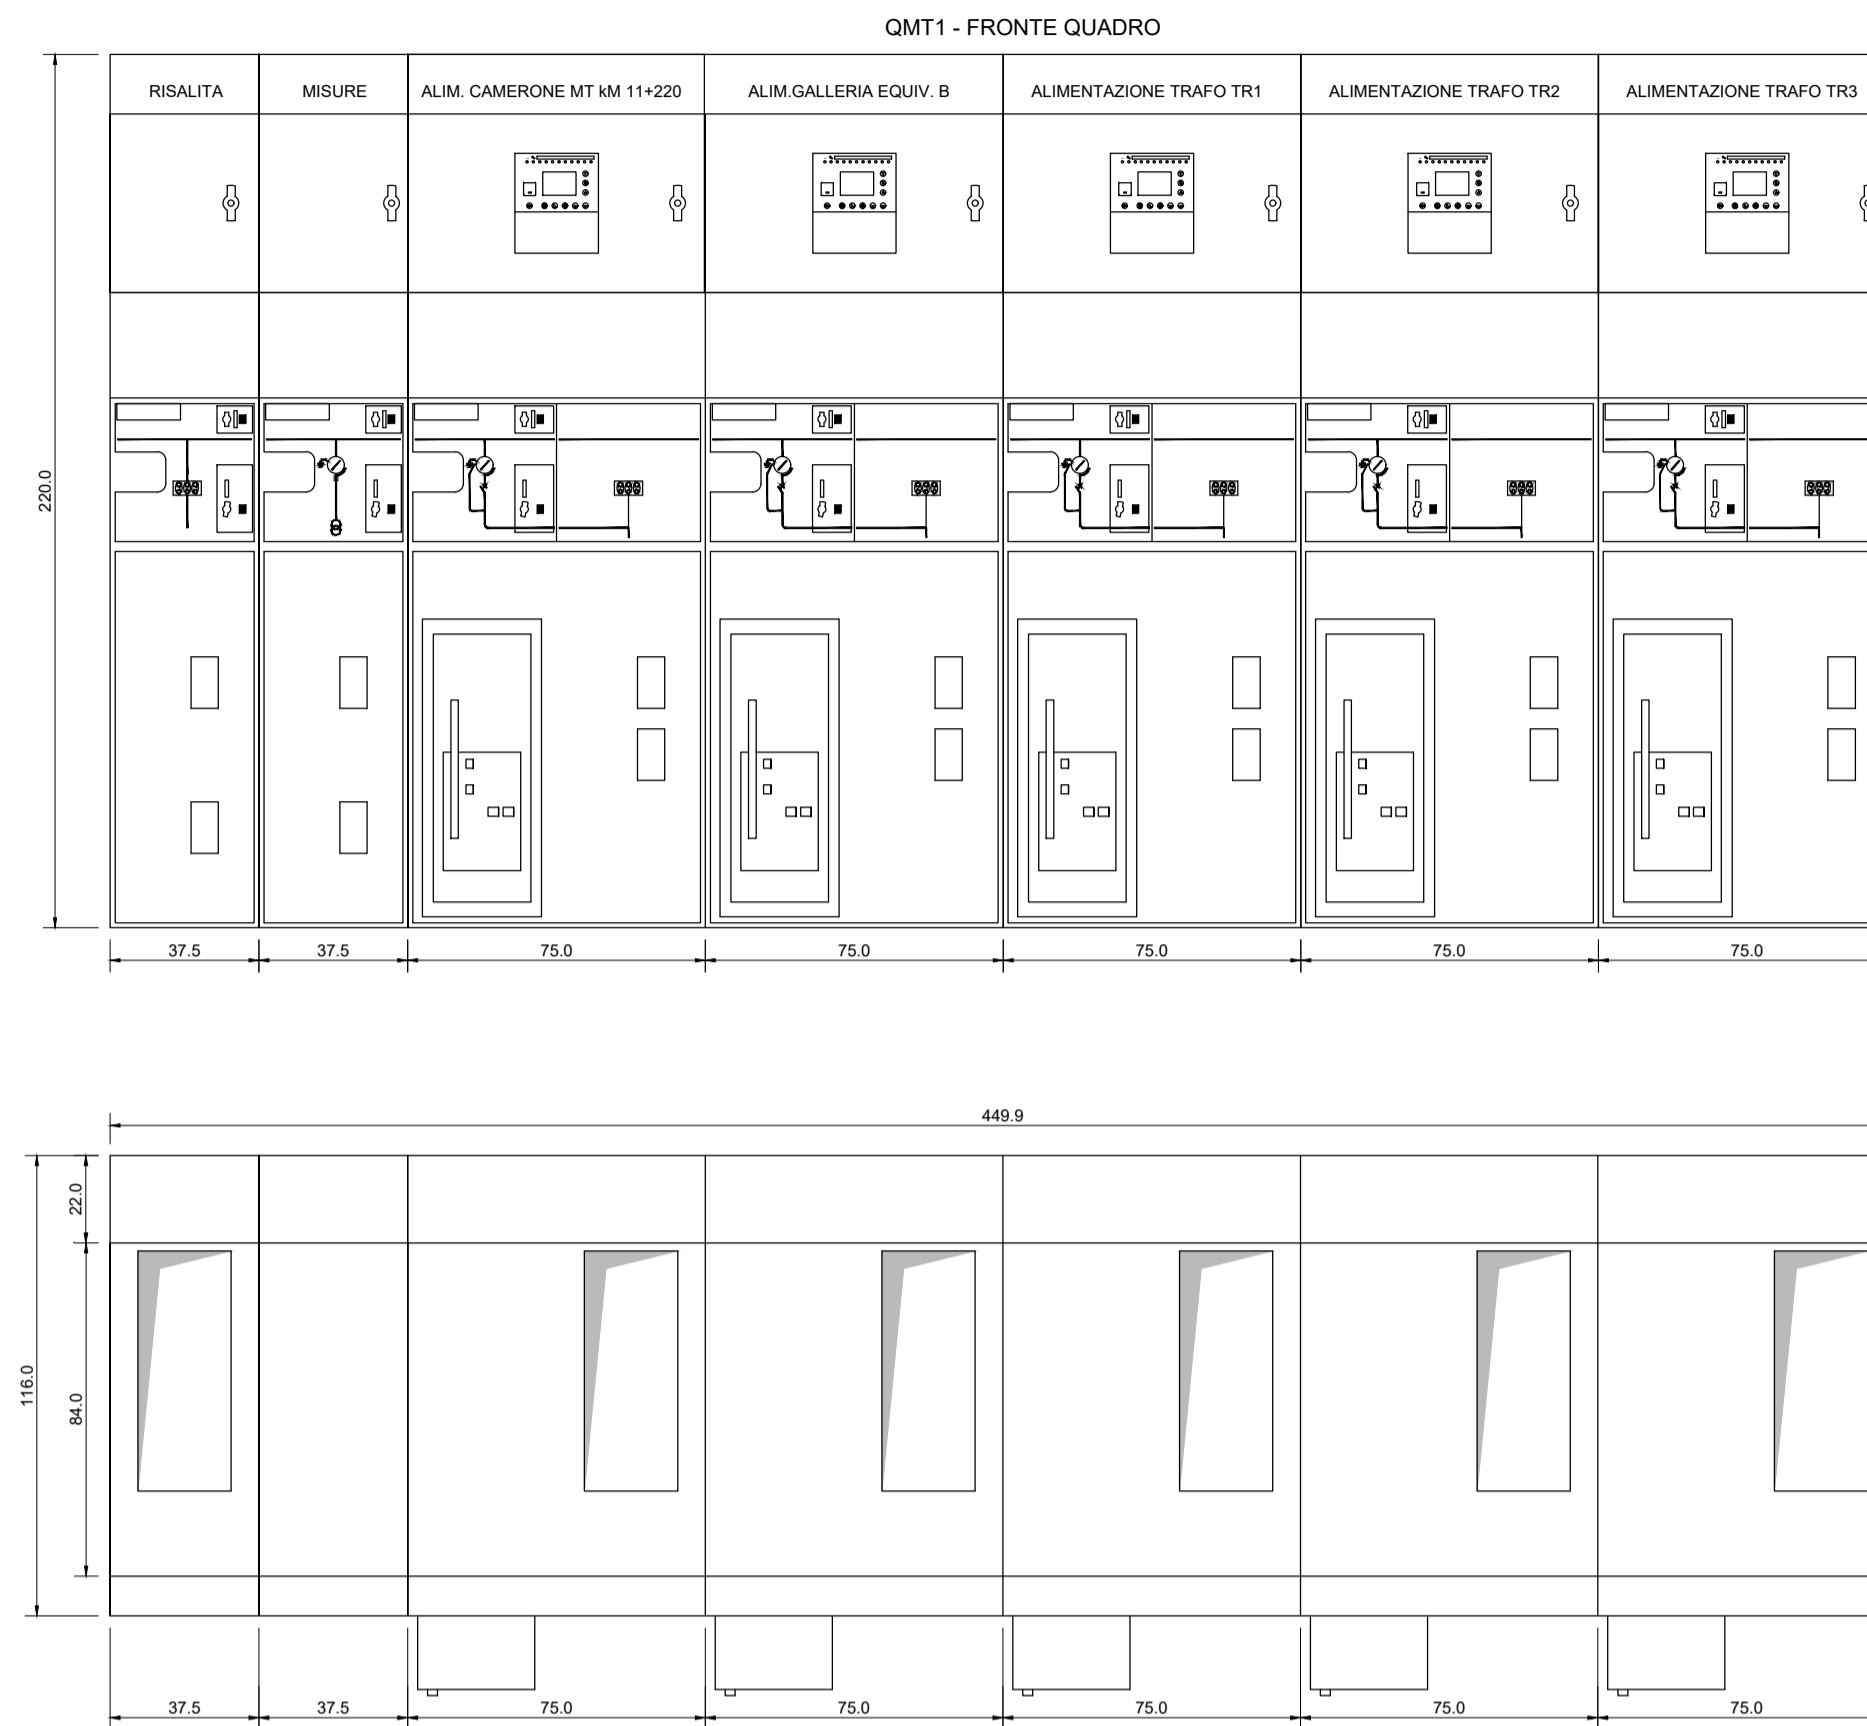 QMT1 - FRONTE QUADRO
RISALITA
MISURE
ALIM. CAMERONE MT kM 11+220
ALIM.GALLERIA EQUIV. B
ALIMENTAZIONE TRAFO TR1
ALIMENTAZIONE TRAFO TR2
ALIMENTAZIONE TRAFO TR3
220.0
37.5
37.5
75.0
75.0
75.0
75.0
75.0
449.9
22.0
116.0
84.0
37.5
37.5
75.0
75.0
75.0
75.0
75.0